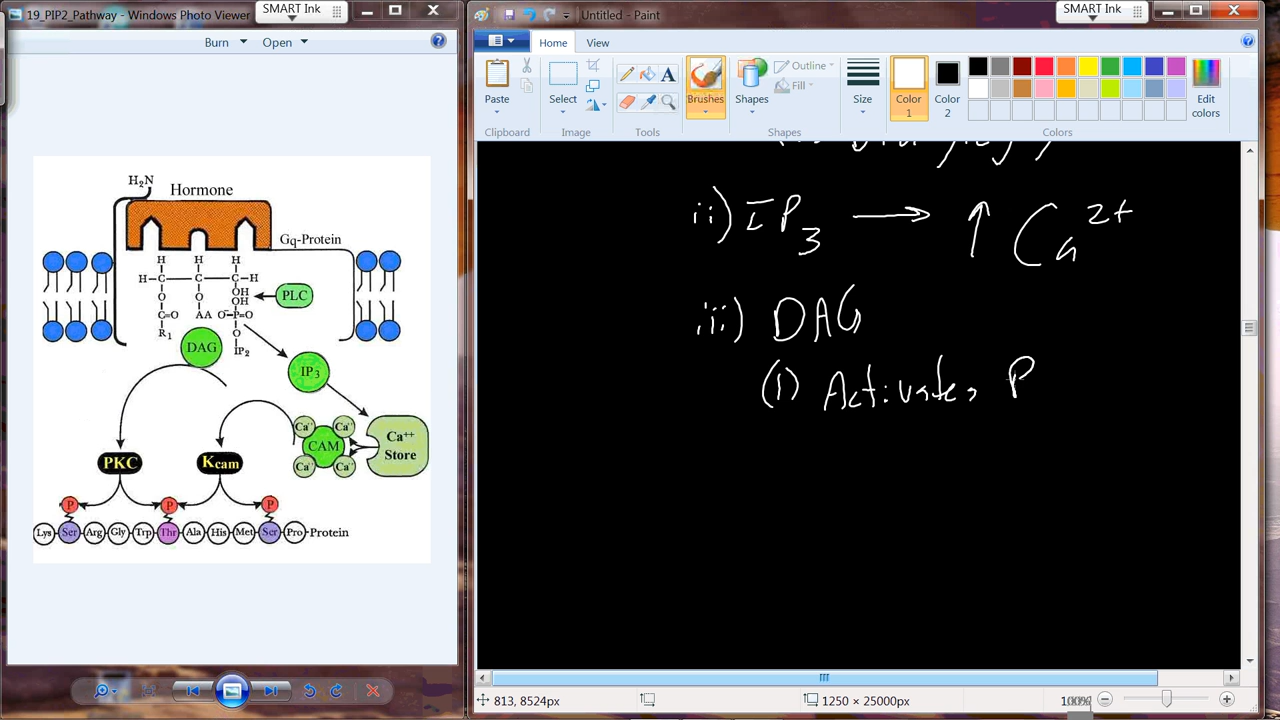 19_PIP2_Pathway - Windows Photo Viewer
SMART Ink
Burn
Open
H₂N
Hormone
Gq-Protein
H H H
H C C C H
OH
O O OH
PLC
C=O AA O⁻ P=O
R₁ O
IP₂
DAG
IP₃
Ca⁺⁺ Ca⁺⁺
CAM
Ca⁺⁺ Ca⁺⁺
Ca⁺⁺
Store
PKC
Kcam
P P P
Lys Ser Arg Gly Trp Thr Ala His Met Ser Pro Protein
Untitled - Paint
SMART Ink
Home
View
Paste
Select
Brushes
Shapes
Outline
Fill
Size
Color
1
Color
2
Edit
colors
Clipboard
Image
Tools
Shapes
Colors
ii) IP₃ → ↑ Ca²⁺
iii) DAG
(1) Activates P
813, 8524px
1250 × 25000px
100%